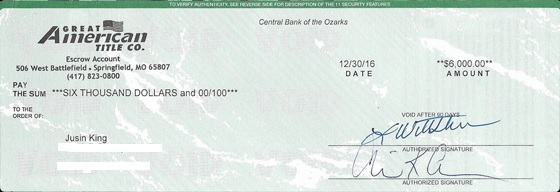 TO VERIFY AUTHENTICITY, SEE REVERSE SIDE FOR DESCRIPTION OF THE 11 SECURITY FEATURES
GREAT
American
TITLE CO.
Central Bank of the Ozarks
Escrow Account
506 West Battlefield • Springfield, MO 65807
(417) 823-0800
12/30/16 **$6,000.00**
DATE AMOUNT
PAY
THE SUM ***SIX THOUSAND DOLLARS and 00/100***
TO THE
ORDER OF:
VOID AFTER 90 DAYS
Jusin King
AUTHORIZED SIGNATURE
AUTHORIZED SIGNATURE